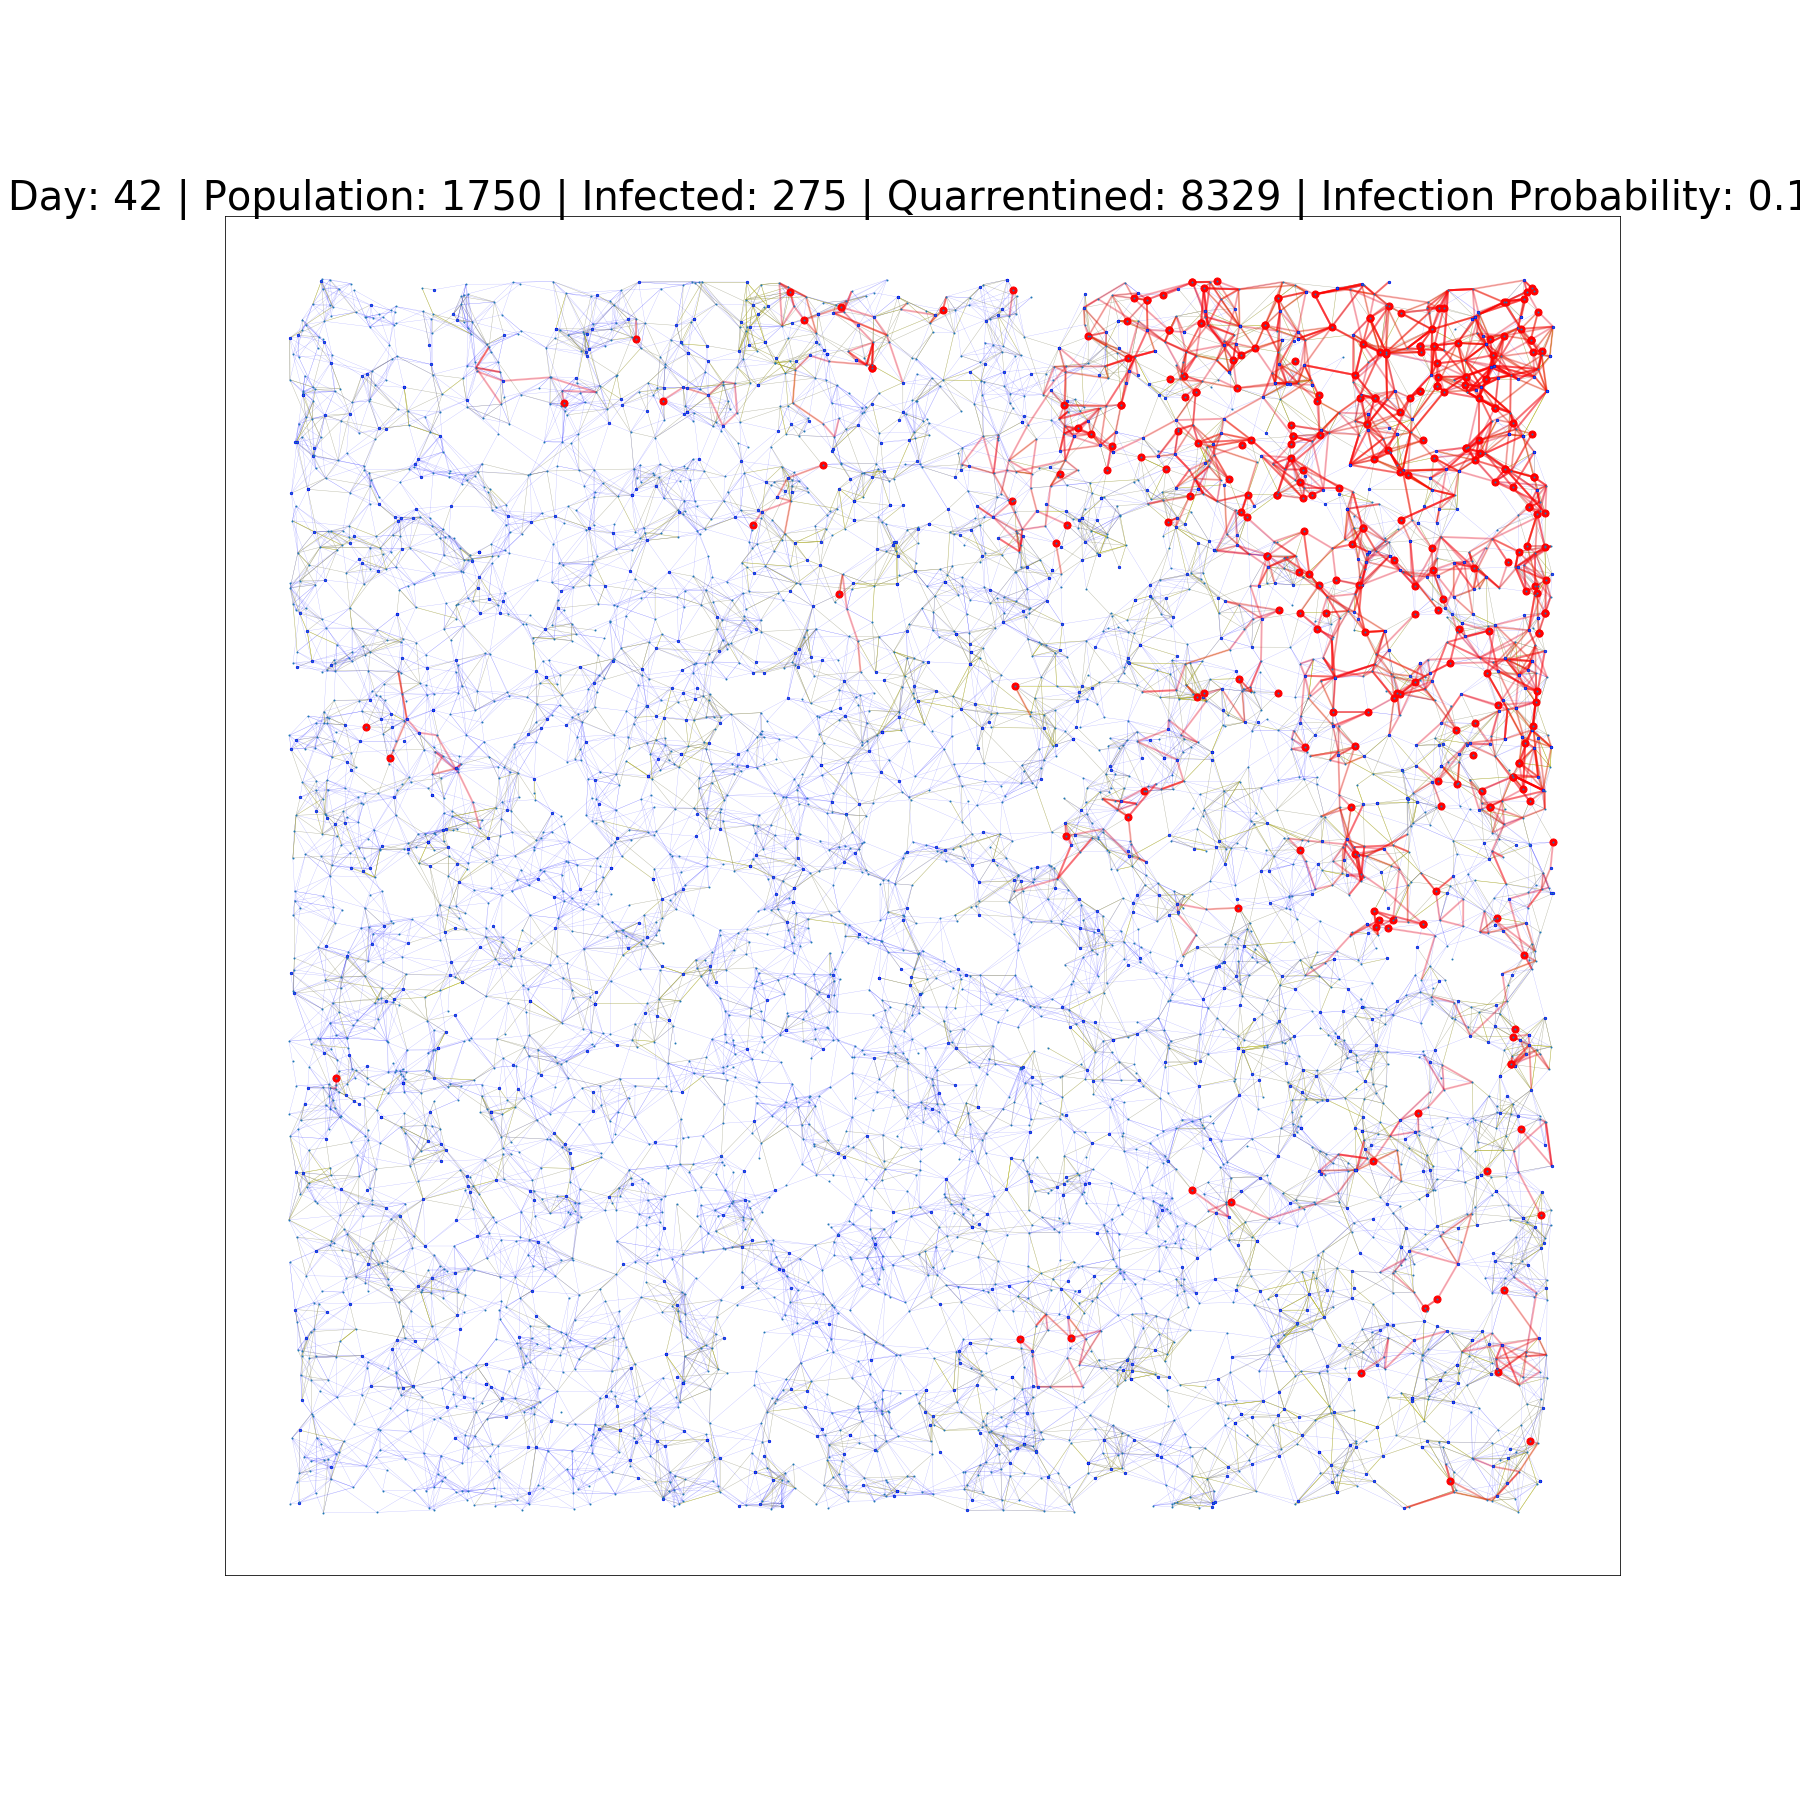 Day: 42 | Population: 1750 | Infected: 275 | Quarrentined: 8329 | Infection Probability: 0.1